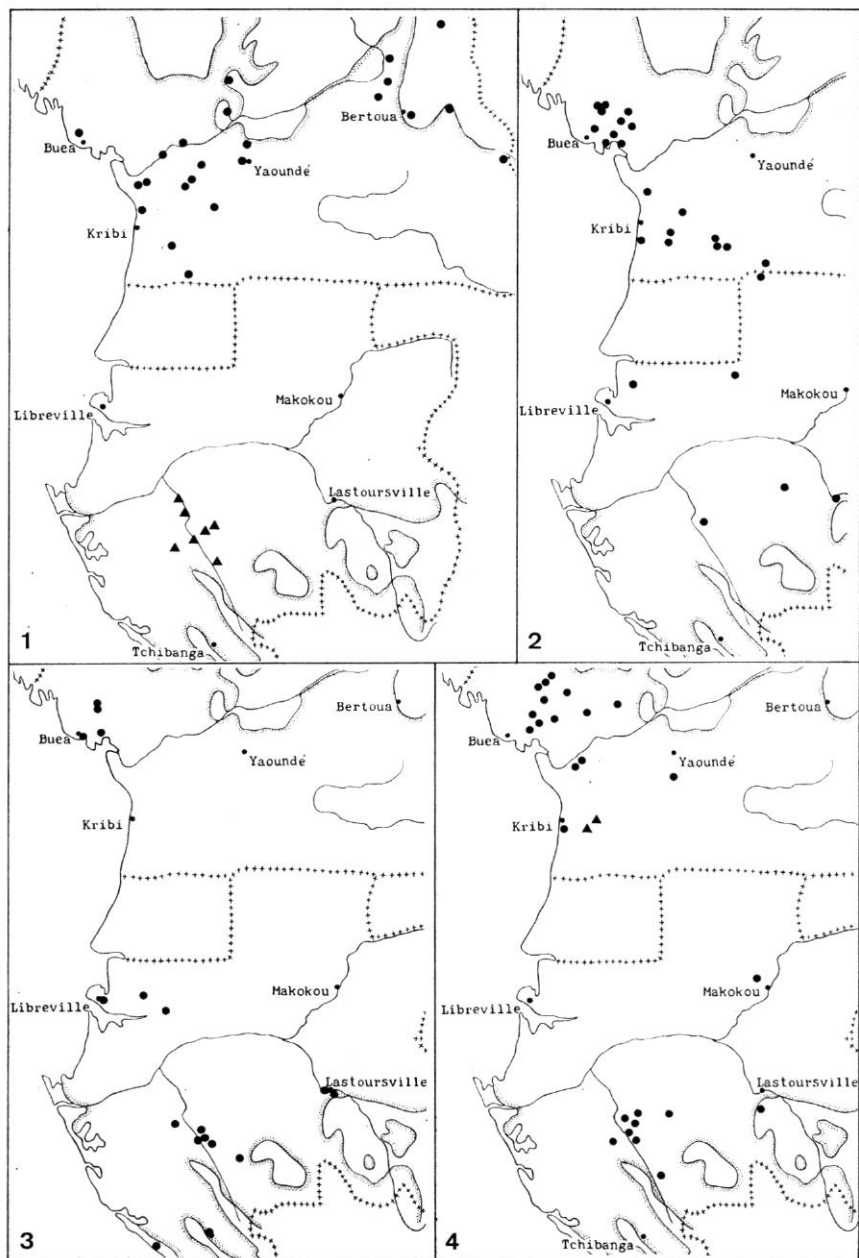 Bertoua
Buea
Yaoundé
Kribi
Makokou
Libreville
Lastoursville
1
Tchibanga
Buea
Yaoundé
Kribi
Makokou
Libreville
2
Tchibanga
Bertoua
Buea
Yaoundé
Kribi
Makokou
Libreville
Lastoursville
3
Bertoua
Buea
Yaoundé
Kribi
Makokou
Libreville
Lastoursville
4
Tchibanga